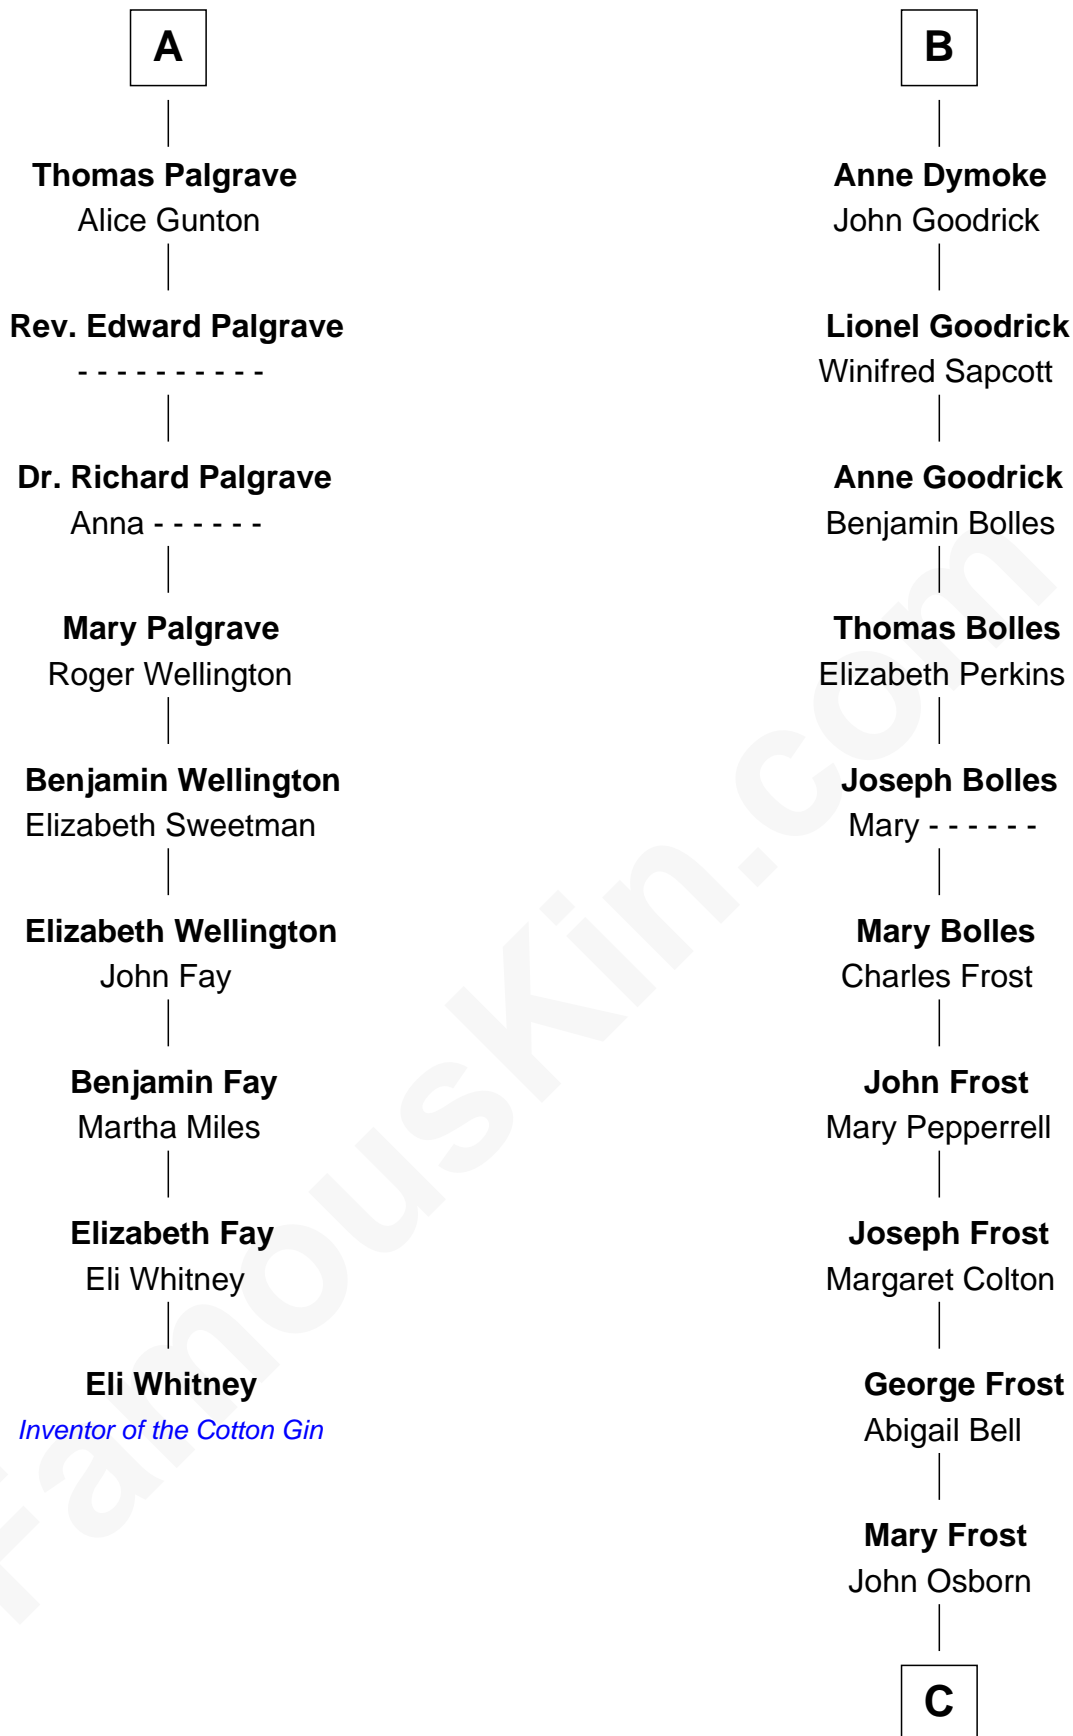 A
Thomas Palgrave
Alice Gunton
Rev. Edward Palgrave
- - - - - - - - - -
Dr. Richard Palgrave
Anna - - - - - -
Mary Palgrave
Roger Wellington
Benjamin Wellington
Elizabeth Sweetman
Elizabeth Wellington
John Fay
Benjamin Fay
Martha Miles
Elizabeth Fay
Eli Whitney
Eli Whitney
Inventor of the Cotton Gin
B
Anne Dymoke
John Goodrick
Lionel Goodrick
Winifred Sapcott
Anne Goodrick
Benjamin Bolles
Thomas Bolles
Elizabeth Perkins
Joseph Bolles
Mary - - - - - -
Mary Bolles
Charles Frost
John Frost
Mary Pepperrell
Joseph Frost
Margaret Colton
George Frost
Abigail Bell
Mary Frost
John Osborn
C
FamousKin.com